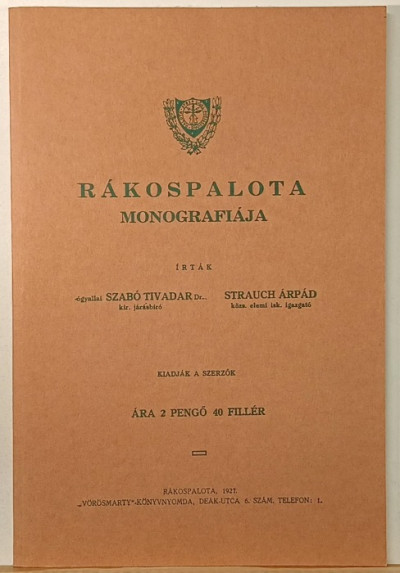 RÁKOSPALOTA
MONOGRAFIÁJA
ÍRTÁK
ógyallai SZABÓ TIVADAR Dr.. STRAUCH ÁRPÁD
kir. járásbíró közs. elemi isk. igazgató
KIADJÁK A SZERZŐK
ÁRA 2 PENGŐ 40 FILLÉR
RÁKOSPALOTA, 1927.
„VÖRÖSMARTY"-KÖNYVNYOMDA, DEÁK-UTCA 6. SZÁM. TELEFON: 1.